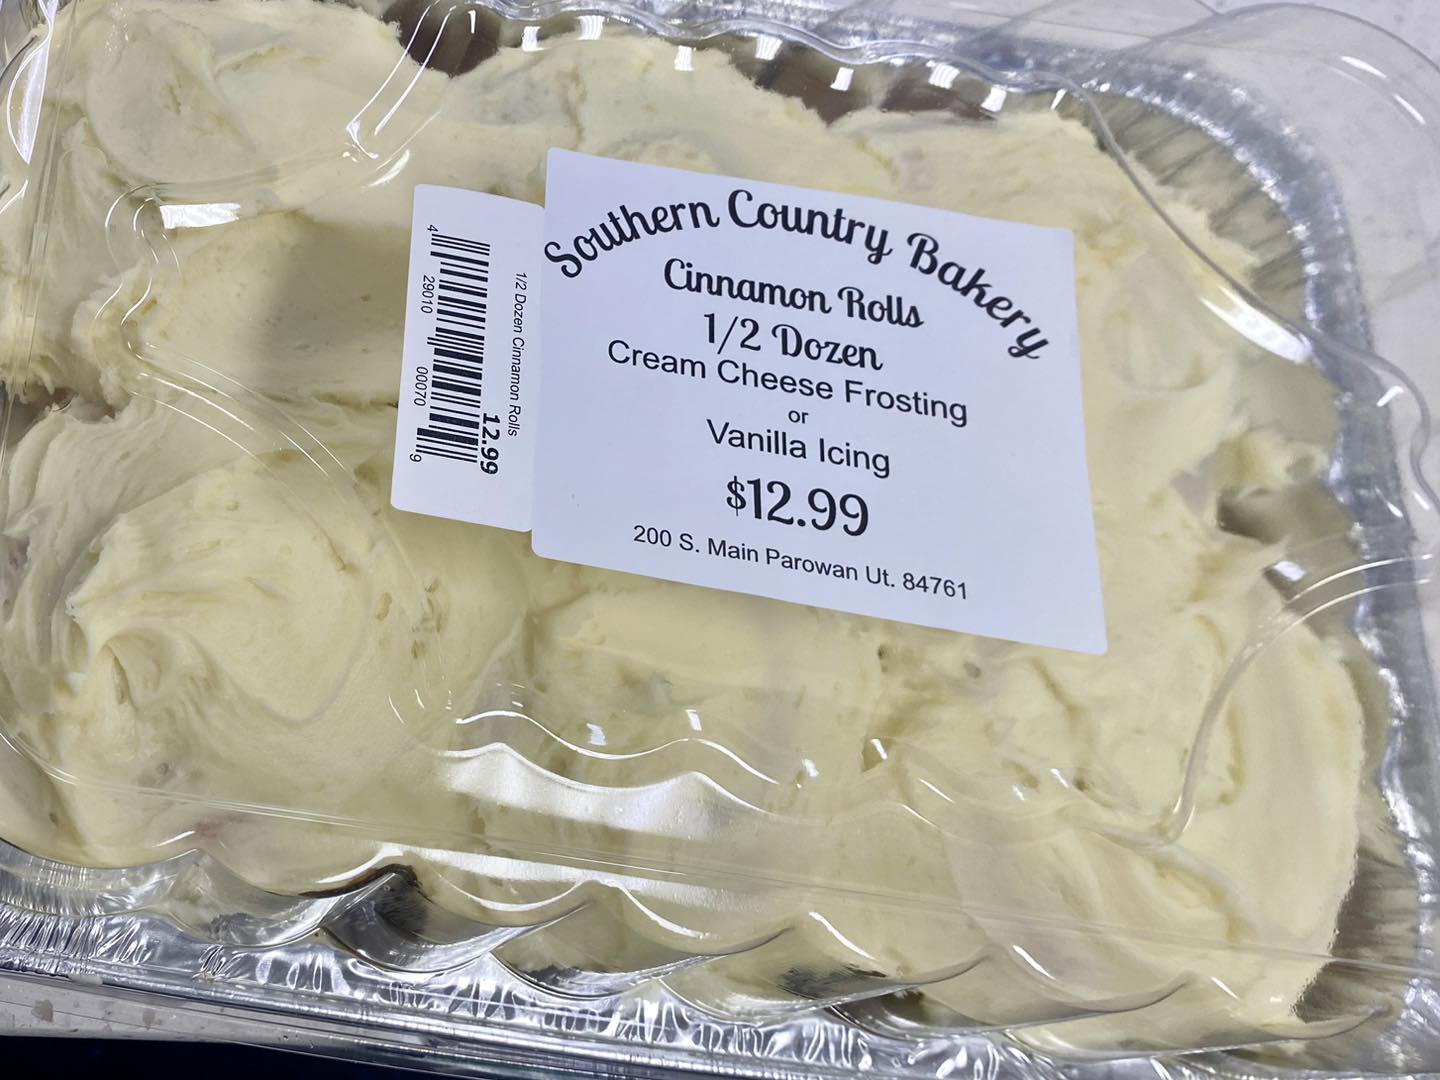 Southern Country Bakery
Cinnamon Rolls
1/2 Dozen
Cream Cheese Frosting
or
Vanilla Icing
$12.99
200 S. Main Parowan Ut. 84761
1/2 Dozen Cinnamon Rolls
12.99
4 29010 00070 9